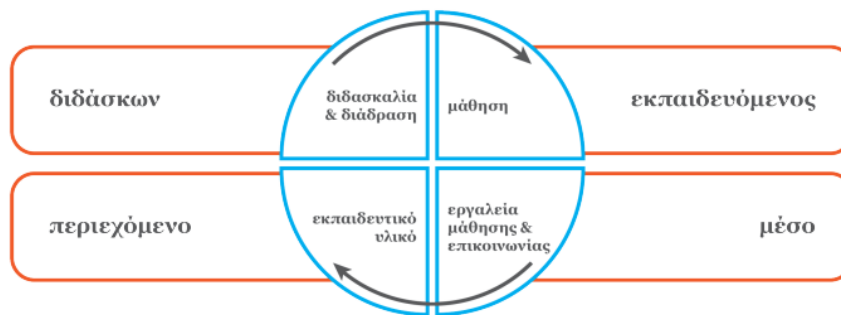 διδάσκων
διδασκαλία
& διάδραση
μάθηση
εκπαιδευόμενος
περιεχόμενο
εκπαιδευτικό
υλικό
εργαλεία
μάθησης &
επικοινωνίας
μέσο